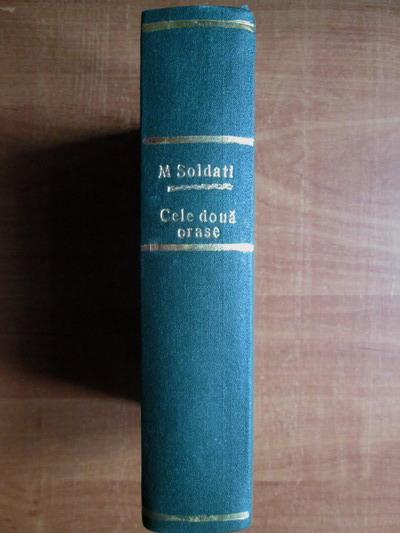 M Soldati
Cele două
orașe